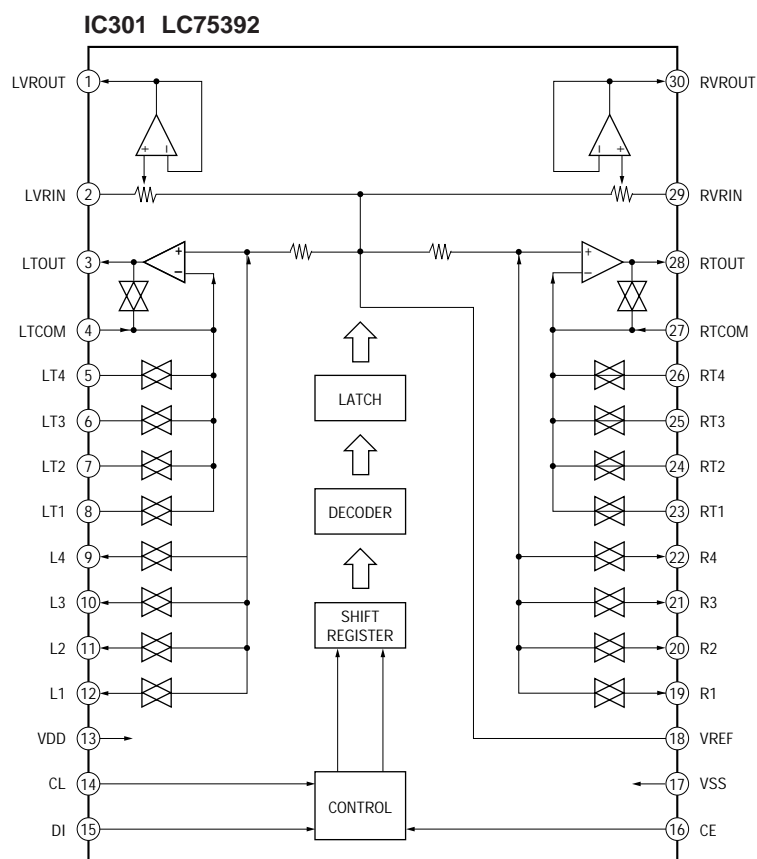 IC301 LC75392
LVROUT 1
30 RVROUT
+ −
− +
LVRIN 2
29 RVRIN
LTOUT 3
+
−
+
−
28 RTOUT
LTCOM 4
27 RTCOM
LT4 5
26 RT4
LATCH
LT3 6
25 RT3
LT2 7
24 RT2
LT1 8
DECODER
23 RT1
L4 9
22 R4
L3 10
21 R3
SHIFT
REGISTER
L2 11
20 R2
L1 12
19 R1
VDD 13
18 VREF
CL 14
17 VSS
CONTROL
DI 15
16 CE